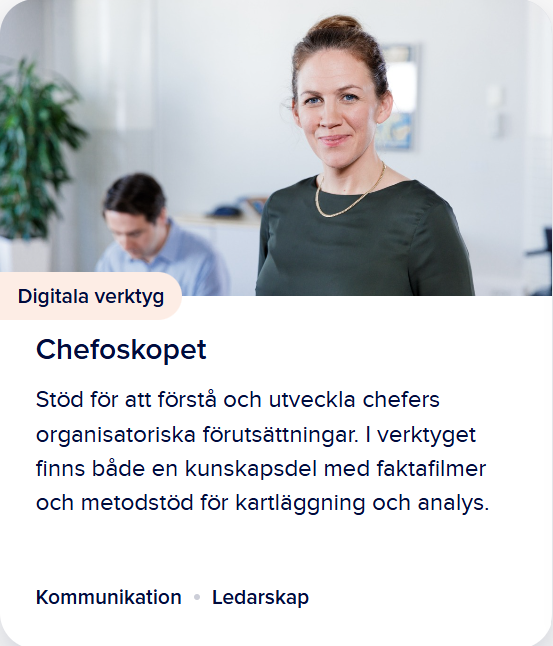 Digitala verktyg
Chefoskopet
Stöd för att förstå och utveckla chefers
organisatoriska förutsättningar. I verktyget
finns både en kunskapsdel med faktafilmer
och metodstöd för kartläggning och analys.
Kommunikation • Ledarskap